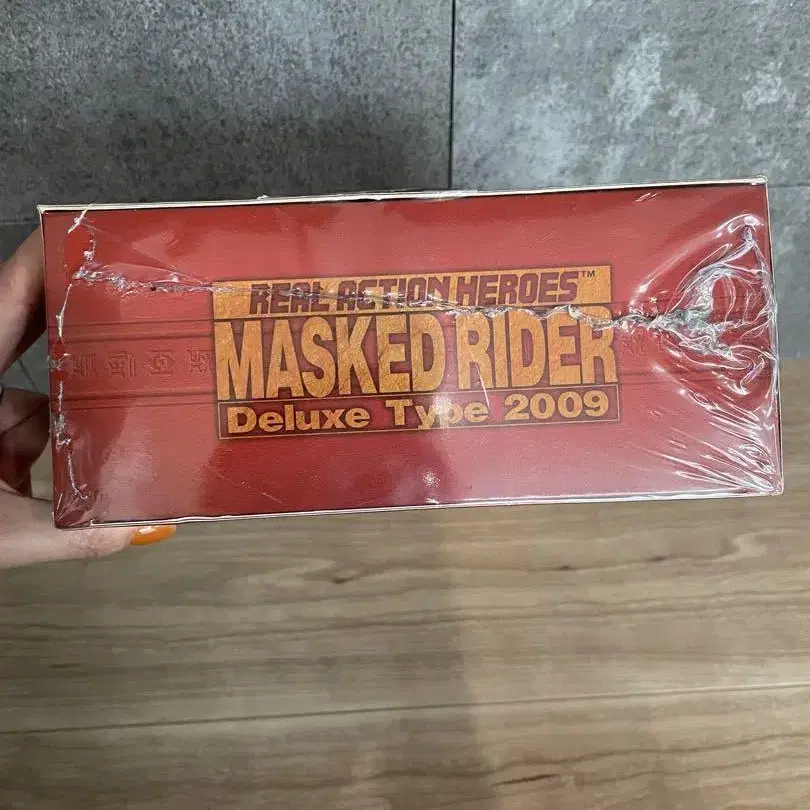 REAL ACTION HEROES™
MASKED RIDER
Deluxe Type 2009